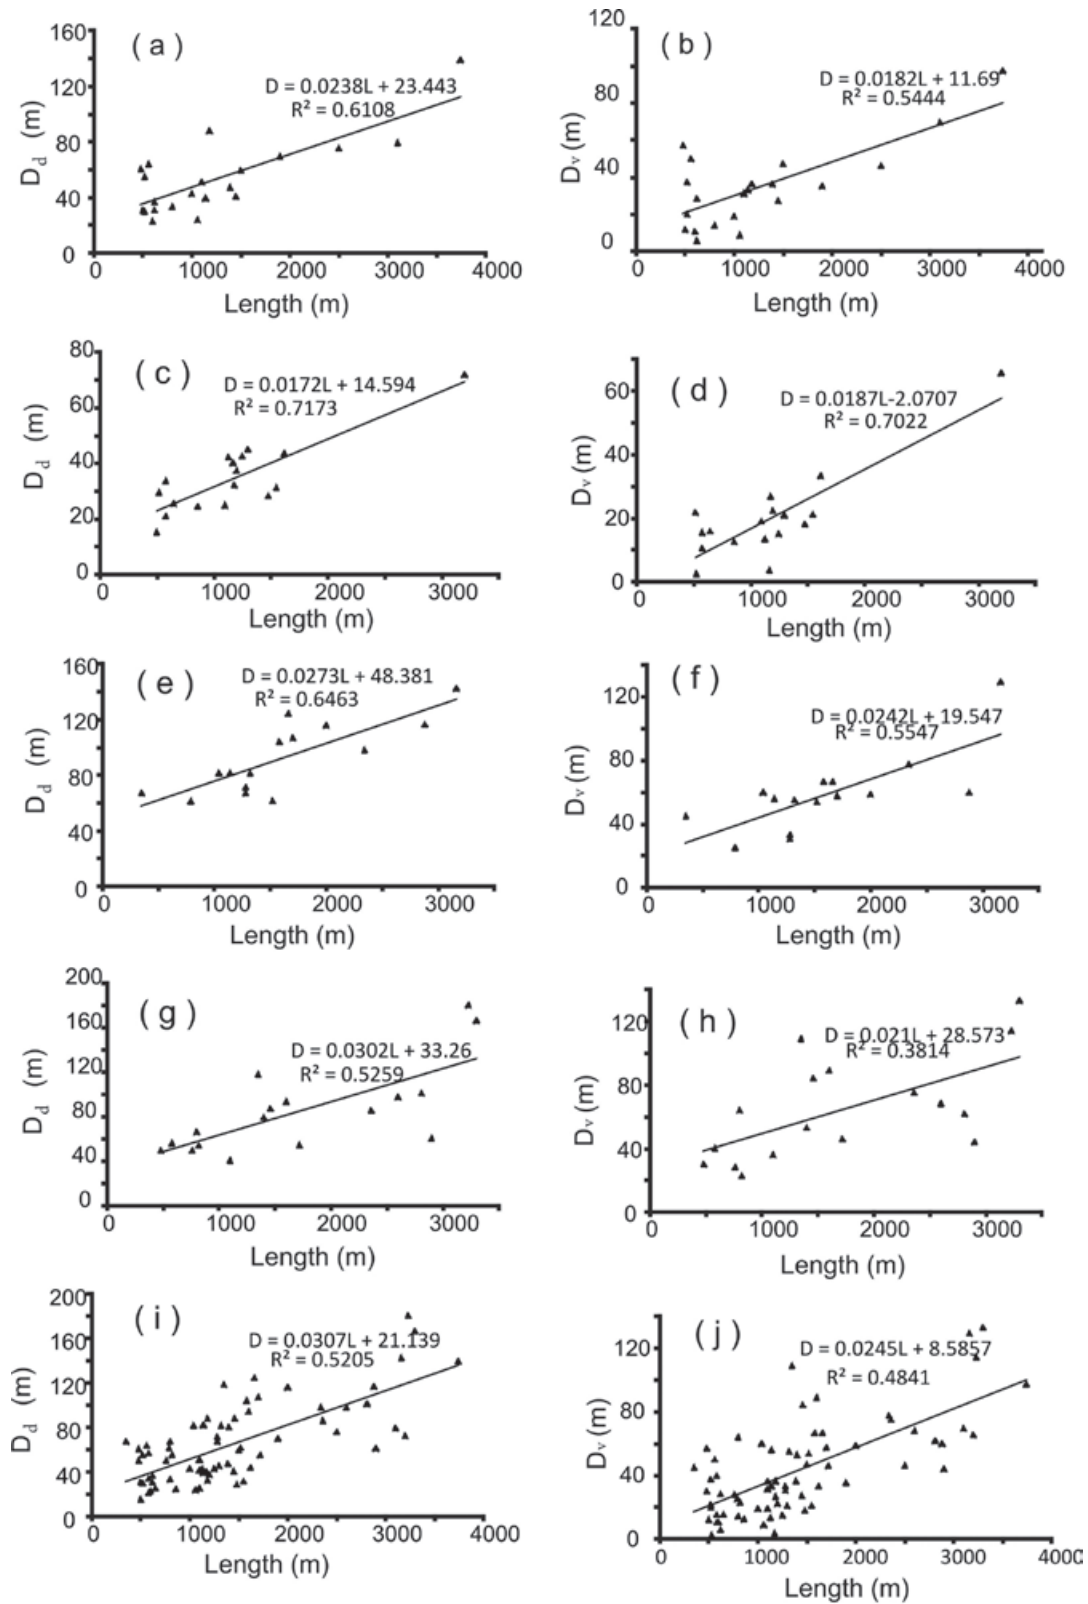 ( a )
D = 0.0238L + 23.443
R² = 0.6108
160
120
80
40
0
D_d (m)
0 1000 2000 3000 4000
Length (m)
( b )
D = 0.0182L + 11.69
R² = 0.5444
120
80
40
0
D_v (m)
0 1000 2000 3000 4000
Length (m)
( c )
D = 0.0172L + 14.594
R² = 0.7173
80
60
40
20
0
D_d (m)
0 1000 2000 3000
Length (m)
( d )
D = 0.0187L-2.0707
R² = 0.7022
60
40
20
0
D_v (m)
0 1000 2000 3000
Length (m)
( e )
D = 0.0273L + 48.381
R² = 0.6463
160
120
80
40
0
D_d (m)
0 1000 2000 3000
Length (m)
( f )
D = 0.0242L + 19.547
R² = 0.5547
120
80
40
0
D_v (m)
0 1000 2000 3000
Length (m)
( g )
D = 0.0302L + 33.26
R² = 0.5259
200
160
120
80
40
0
D_d (m)
0 1000 2000 3000
Length (m)
( h )
D = 0.021L + 28.573
R² = 0.3814
120
80
40
0
D_v (m)
0 1000 2000 3000
Length (m)
( i )
D = 0.0307L + 21.139
R² = 0.5205
200
160
120
80
40
0
D_d (m)
0 1000 2000 3000 4000
Length (m)
( j )
D = 0.0245L + 8.5857
R² = 0.4841
120
80
40
0
D_v (m)
0 1000 2000 3000 4000
Length (m)